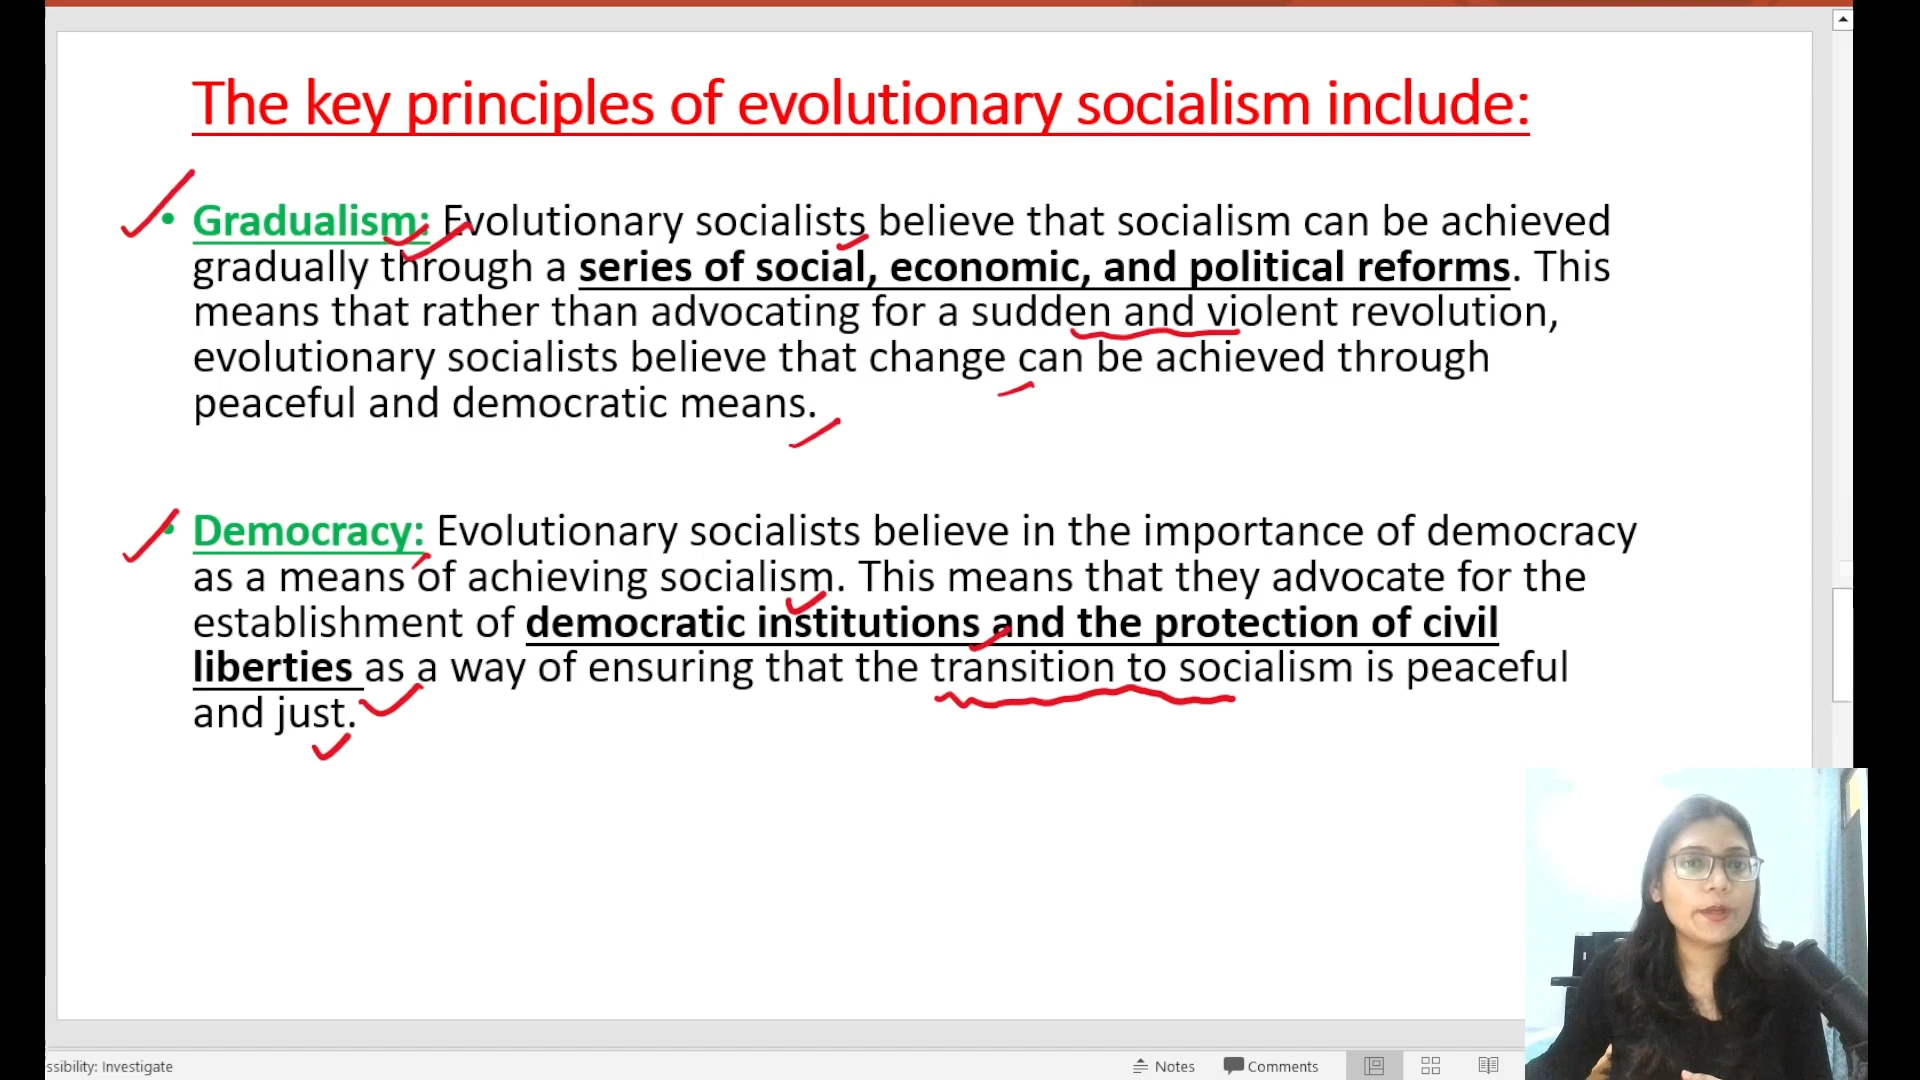 The key principles of evolutionary socialism include:
• Gradualism: Evolutionary socialists believe that socialism can be achieved
gradually through a series of social, economic, and political reforms. This
means that rather than advocating for a sudden and violent revolution,
evolutionary socialists believe that change can be achieved through
peaceful and democratic means.
• Democracy: Evolutionary socialists believe in the importance of democracy
as a means of achieving socialism. This means that they advocate for the
establishment of democratic institutions and the protection of civil
liberties as a way of ensuring that the transition to socialism is peaceful
and just.
ssibility: Investigate
Notes
Comments